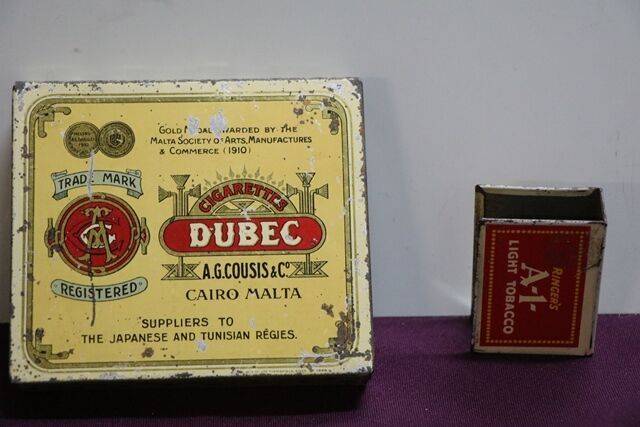 GOLD MEDAL AWARDED BY THE
MALTA SOCIETY OF ARTS, MANUFACTURES
& COMMERCE (1910)
TRADE MARK
REGISTERED
CIGARETTES
DUBEC
A.G. COUSIS & Co
CAIRO MALTA
SUPPLIERS TO
THE JAPANESE AND TUNISIAN RÉGIES.
RINGER'S
A-1-
LIGHT TOBACCO